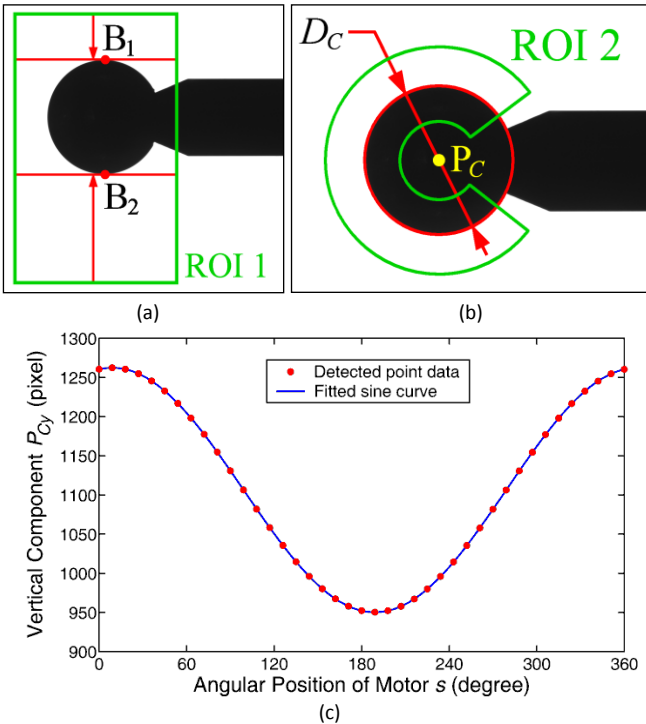 B1
B2
ROI 1
(a)
DC
ROI 2
PC
(b)
1300
1250
1200
1150
1100
1050
1000
950
900
Vertical Component PCy (pixel)
Detected point data
Fitted sine curve
0 60 120 180 240 300 360
Angular Position of Motor s (degree)
(c)